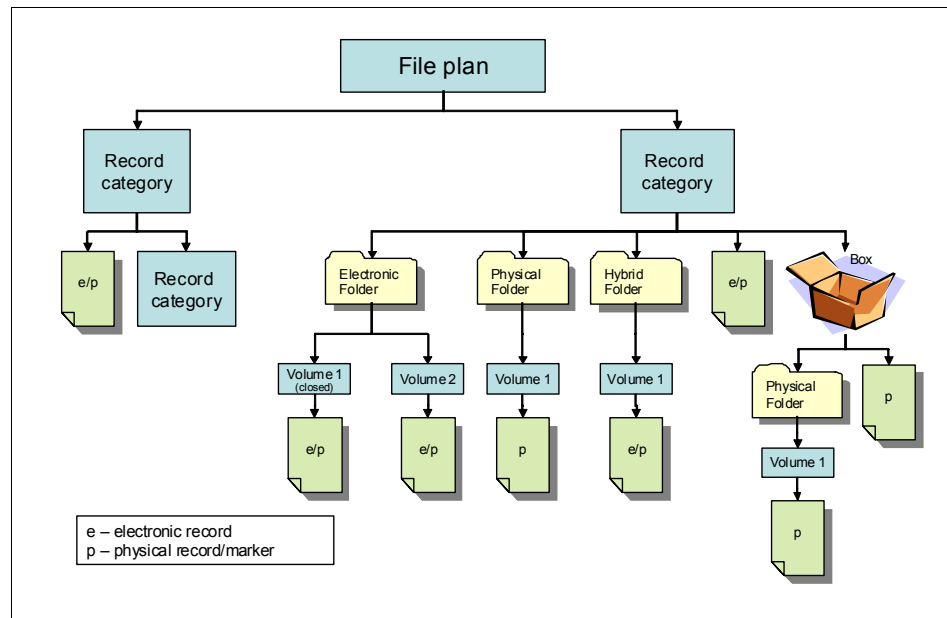 File plan
Record
category
Record
category
e/p
Record
category
Electronic
Folder
Physical
Folder
Hybrid
Folder
e/p
Box
Volume 1
(closed)
Volume 2
Volume 1
Volume 1
Physical
Folder
p
e/p
e/p
p
e/p
Volume 1
p
e – electronic record
p – physical record/marker